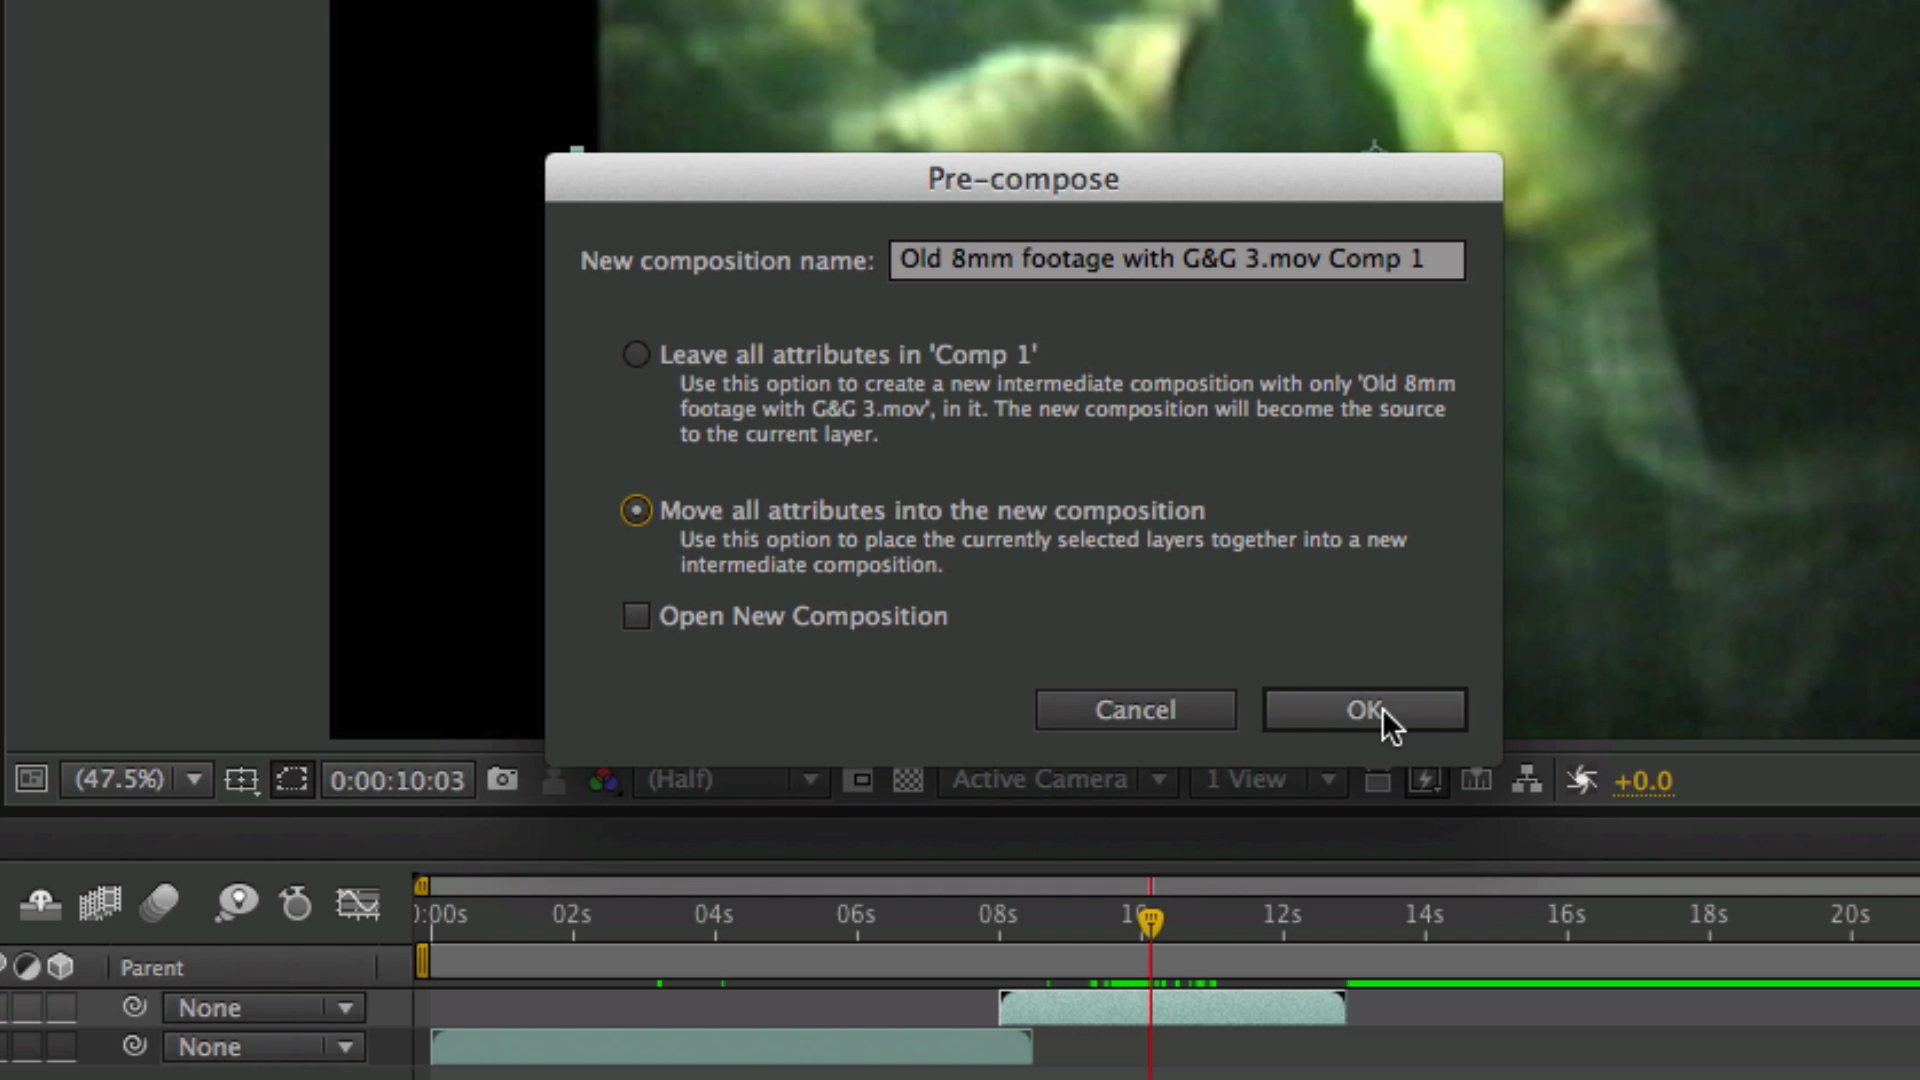 Pre-compose
New composition name: Old 8mm footage with G&G 3.mov Comp 1
Leave all attributes in 'Comp 1'
Use this option to create a new intermediate composition with only 'Old 8mm
footage with G&G 3.mov', in it. The new composition will become the source
to the current layer.
Move all attributes into the new composition
Use this option to place the currently selected layers together into a new
intermediate composition.
Open New Composition
Cancel OK
(47.5%) 0:00:10:03 (Half) Active Camera 1 View +0.0
0:00s 02s 04s 06s 08s 10s 12s 14s 16s 18s 20s
Parent
None
None